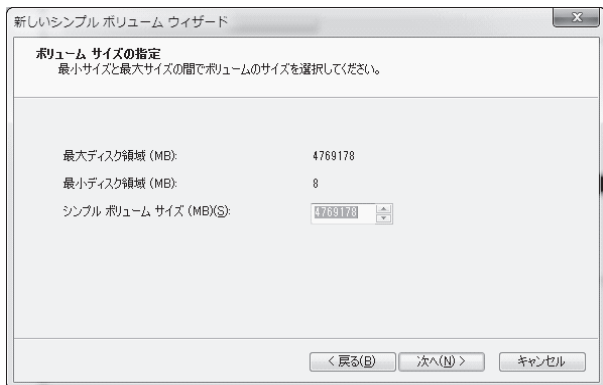 新しいシンプル ボリューム ウィザード
ボリューム サイズの指定
最小サイズと最大サイズの間でボリュームのサイズを選択してください。
最大ディスク領域 (MB): 4769178
最小ディスク領域 (MB): 8
シンプル ボリューム サイズ (MB)(S): 4769178
< 戻る(B) 次へ(N) > キャンセル